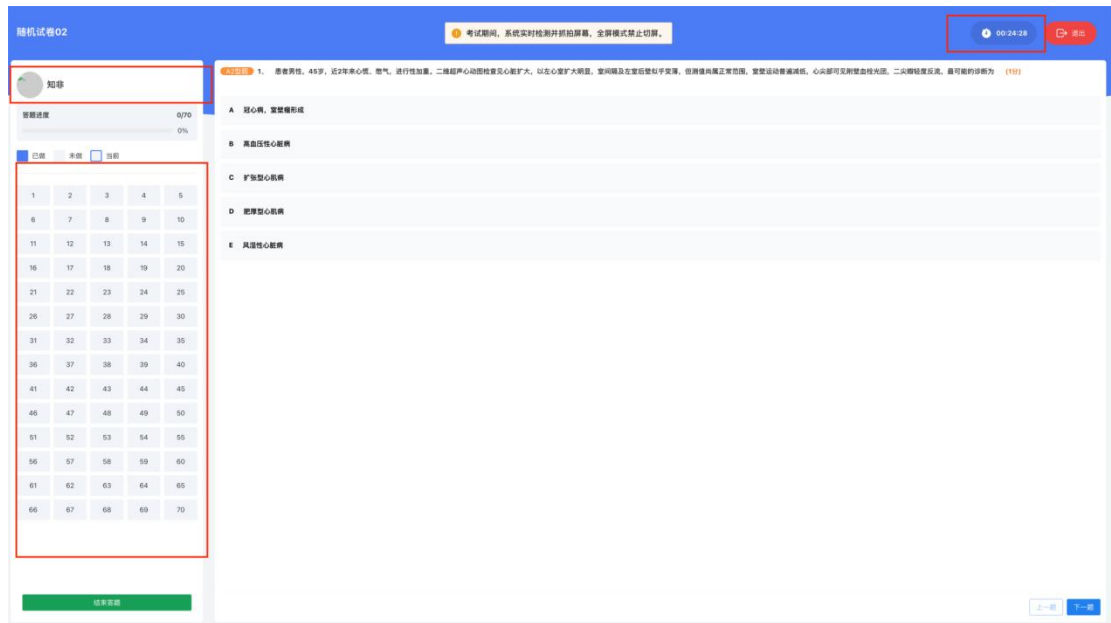 随机试卷02
考试期间，系统实时检测并抓拍屏幕，全屏模式禁止切屏。
00:24:28
退出
知非
答题进度 0/70
0%
已做 未做 当前
1 2 3 4 5
6 7 8 9 10
11 12 13 14 15
16 17 18 19 20
21 22 23 24 25
26 27 28 29 30
31 32 33 34 35
36 37 38 39 40
41 42 43 44 45
46 47 48 49 50
51 52 53 54 55
56 57 58 59 60
61 62 63 64 65
66 67 68 69 70
结束答题
A2型题 1、 患者男性，45岁，近2年来心慌、憋气，进行性加重，二维超声心动图检查见心脏扩大，以左心室扩大明显，室间隔及左室后壁似乎变薄，但测值尚属正常范围，室壁运动普遍减低，心尖部可见附壁血栓光团，二尖瓣轻度反流，最可能的诊断为 (1分)
A 冠心病，室壁瘤形成
B 高血压性心脏病
C 扩张型心肌病
D 肥厚型心肌病
E 风湿性心脏病
上一题 下一题